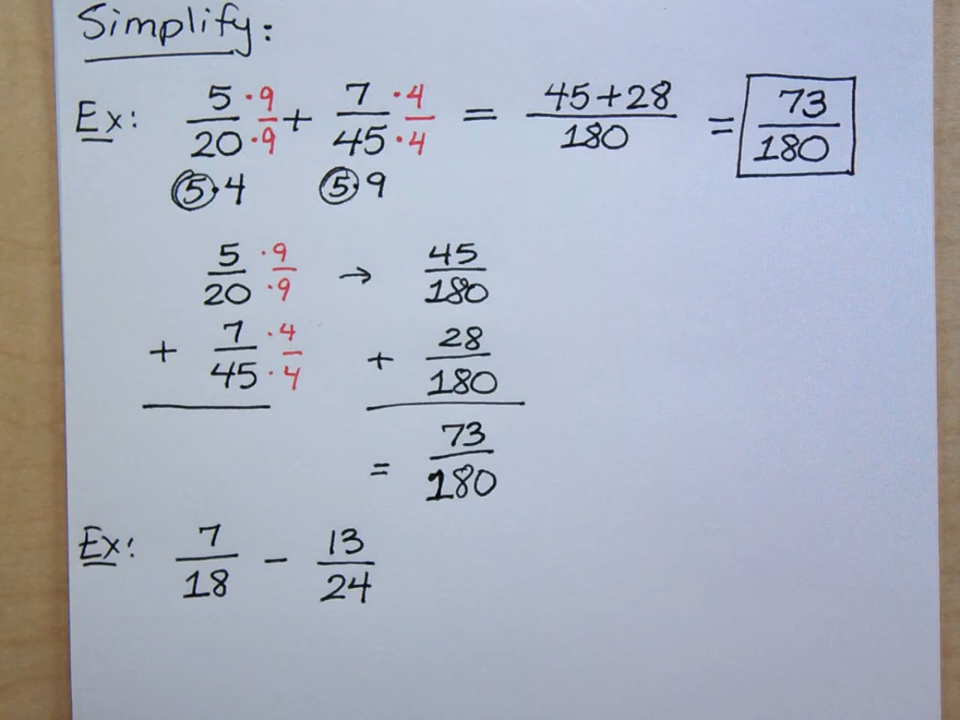 Simplify:
Ex: 5/20 ·9/·9 + 7/45 ·4/·4 = 45+28/180 = 73/180
5·4 5·9
5/20 ·9/·9 → 45/180
+ 7/45 ·4/·4 + 28/180
= 73/180
Ex: 7/18 - 13/24